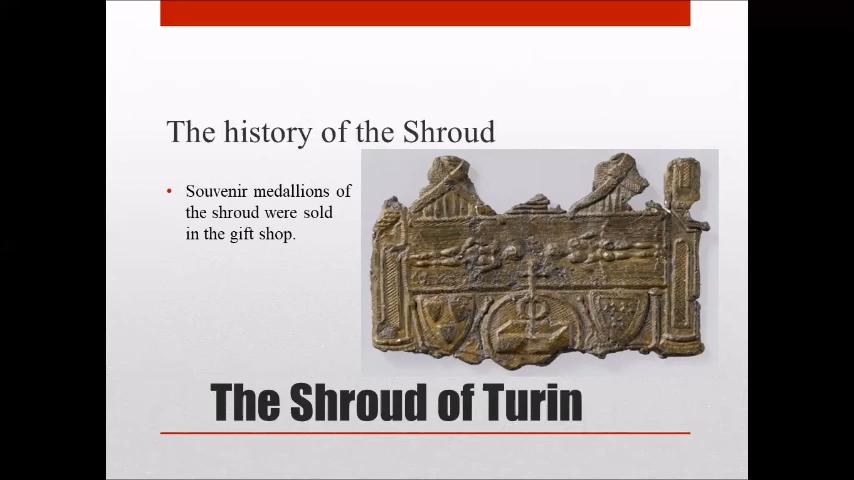 The history of the Shroud
• Souvenir medallions of
the shroud were sold
in the gift shop.
The Shroud of Turin